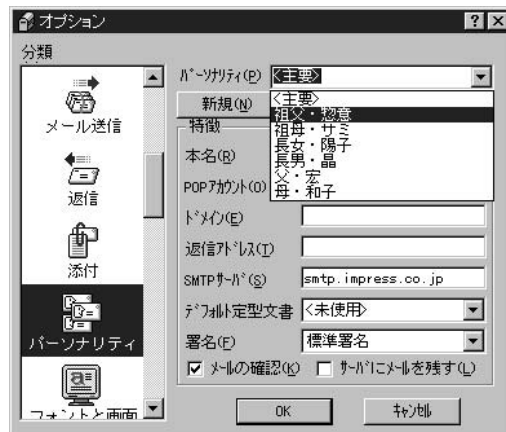 オプション
分類
メール送信
返信
添付
パーソナリティ
フォントと画面
パーソナリティ(P)
<主要>
新規(N)
<主要>
祖父・惣意
祖母・サミ
長女・陽子
長男・晶
父・宏
母・和子
特徴
本名(R)
POPアカウント(O)
ドメイン(E)
返信アドレス(T)
SMTPサーバ(S)
smtp.impress.co.jp
デフォルト定型文書
<未使用>
署名(F)
標準署名
メールの確認(K)
サーバにメールを残す(L)
OK
キャンセル